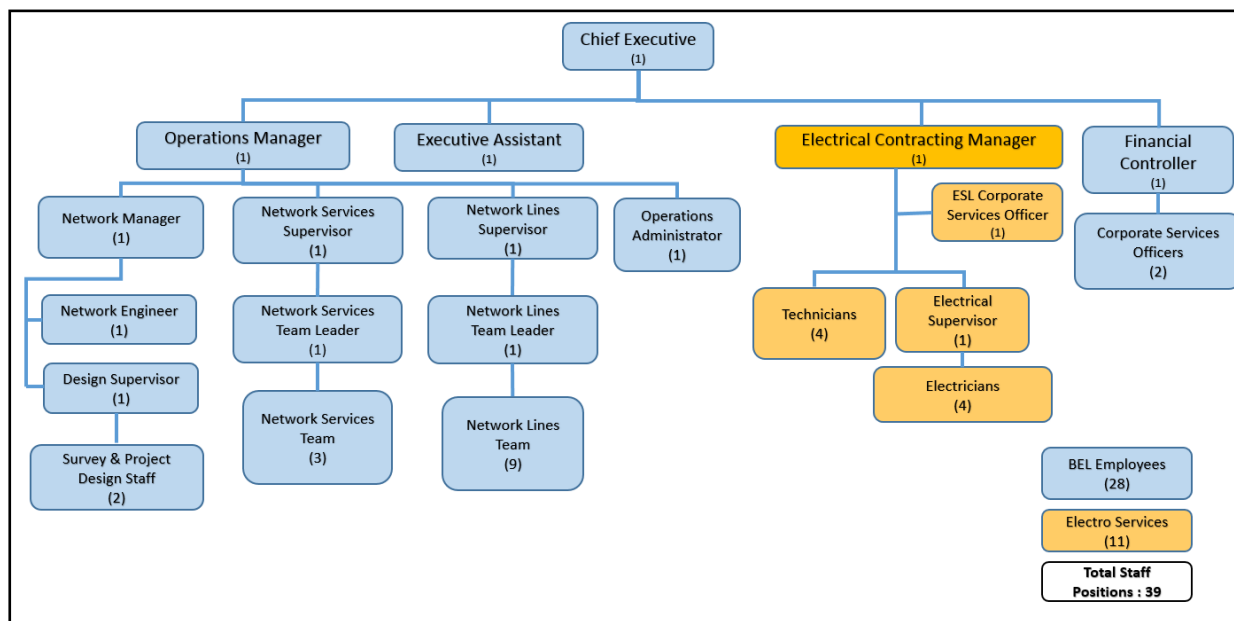 Chief Executive
(1)
Operations Manager
(1)
Executive Assistant
(1)
Electrical Contracting Manager
(1)
Financial
Controller
(1)
Network Manager
(1)
Network Services
Supervisor
(1)
Network Lines
Supervisor
(1)
Operations
Administrator
(1)
ESL Corporate
Services Officer
(1)
Corporate Services
Officers
(2)
Network Engineer
(1)
Network Services
Team Leader
(1)
Network Lines
Team Leader
(1)
Technicians
(4)
Electrical
Supervisor
(1)
Design Supervisor
(1)
Electricians
(4)
Network Services
Team
(3)
Network Lines
Team
(9)
Survey & Project
Design Staff
(2)
BEL Employees
(28)
Electro Services
(11)
Total Staff
Positions : 39